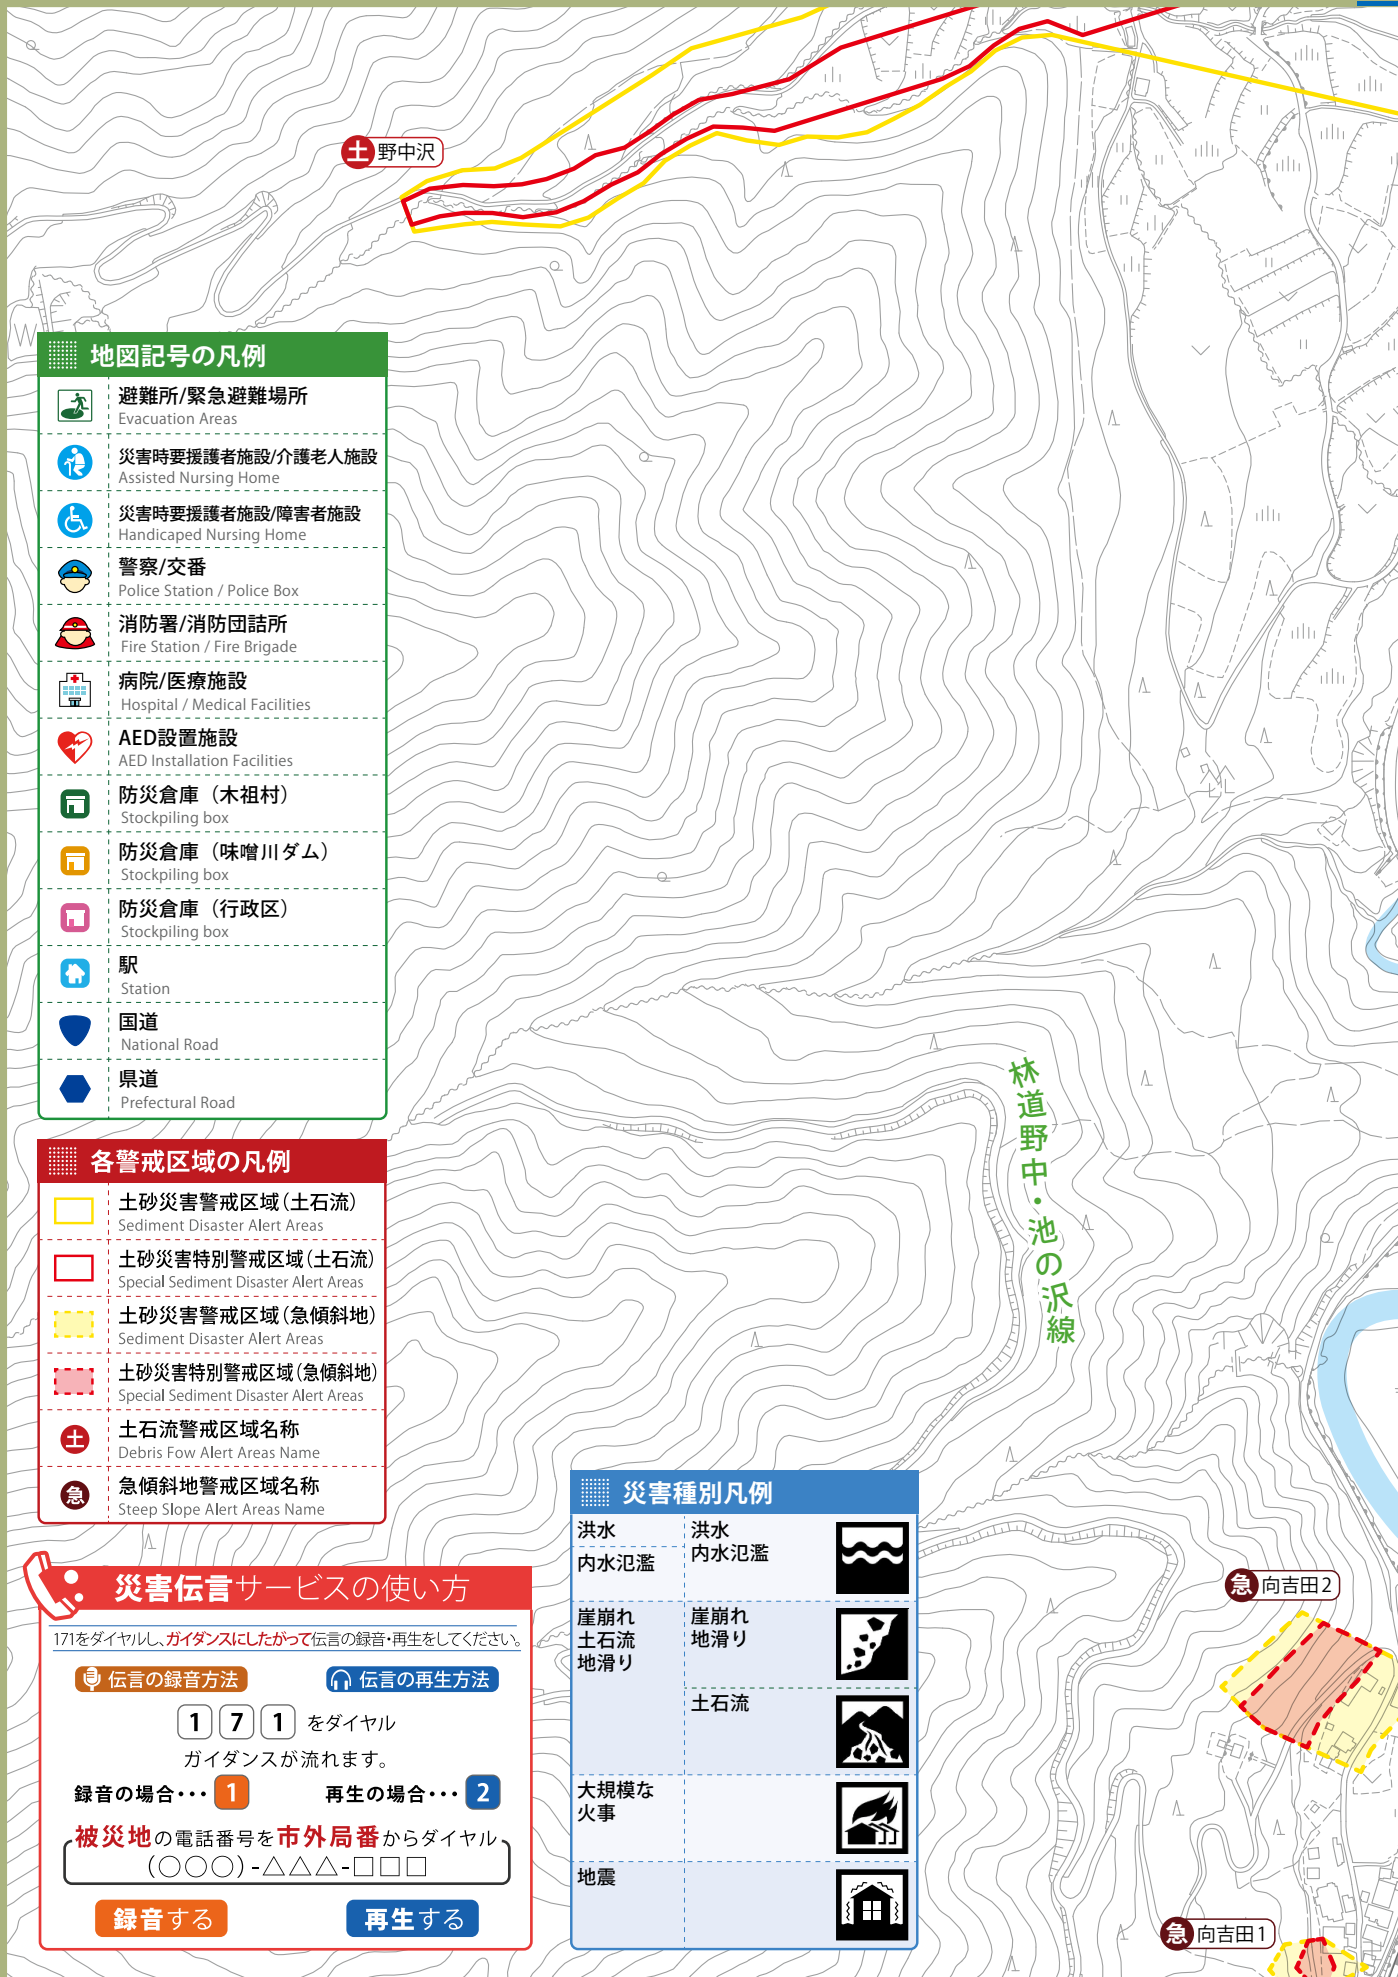 土 野中沢
地図記号の凡例
避難所/緊急避難場所
Evacuation Areas
災害時要援護者施設/介護老人施設
Assisted Nursing Home
災害時要援護者施設/障害者施設
Handicaped Nursing Home
警察/交番
Police Station / Police Box
消防署/消防団詰所
Fire Station / Fire Brigade
病院/医療施設
Hospital / Medical Facilities
AED設置施設
AED Installation Facilities
防災倉庫（木祖村）
Stockpiling box
防災倉庫（味噌川ダム）
Stockpiling box
防災倉庫（行政区）
Stockpiling box
駅
Station
国道
National Road
県道
Prefectural Road
林道野中・池の沢線
各警戒区域の凡例
土砂災害警戒区域（土石流）
Sediment Disaster Alert Areas
土砂災害特別警戒区域（土石流）
Special Sediment Disaster Alert Areas
土砂災害警戒区域（急傾斜地）
Sediment Disaster Alert Areas
土砂災害特別警戒区域（急傾斜地）
Special Sediment Disaster Alert Areas
土 土石流警戒区域名称
Debris Fow Alert Areas Name
急 急傾斜地警戒区域名称
Steep Slope Alert Areas Name
災害伝言サービスの使い方
171をダイヤルし、ガイダンスにしたがって伝言の録音・再生をしてください。
伝言の録音方法 伝言の再生方法
1 7 1 をダイヤル
ガイダンスが流れます。
録音の場合・・・ 1 再生の場合・・・ 2
被災地の電話番号を市外局番からダイヤル
(○○○)-△△△-□□□
録音する 再生する
災害種別凡例
洪水 洪水
内水氾濫 内水氾濫
崖崩れ 崖崩れ
土石流 地滑り
地滑り
土石流
大規模な
火事
地震
急 向吉田2
急 向吉田1